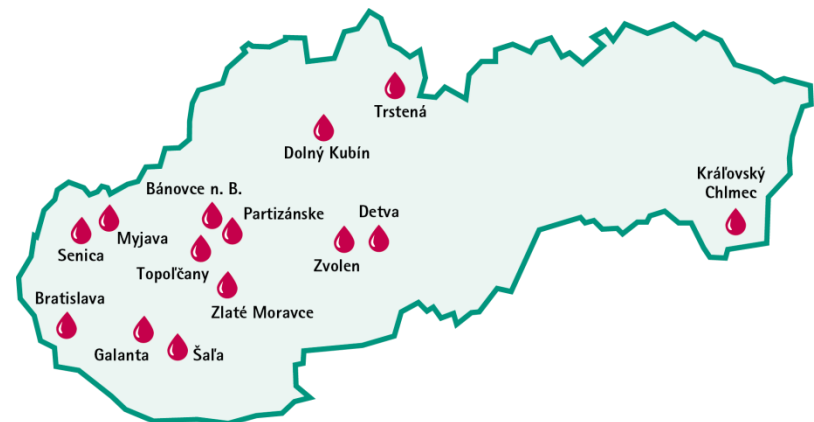 Trstená
Dolný Kubín
Kráľovský
Chlmec
Bánovce n. B.
Partizánske
Detva
Myjava
Senica
Topoľčany
Zvolen
Zlaté Moravce
Bratislava
Galanta
Šaľa